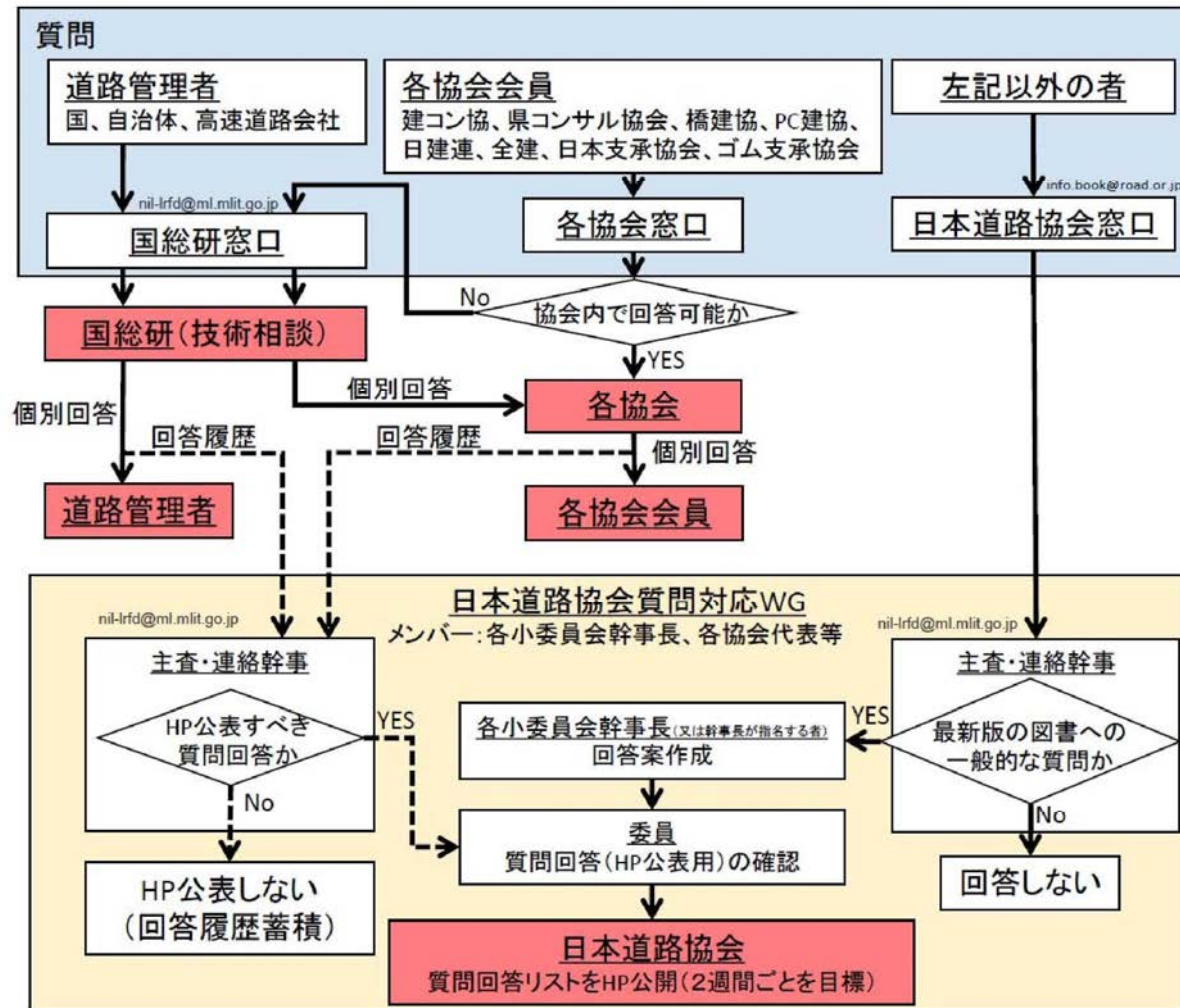 質問
道路管理者
国、自治体、高速道路会社
各協会会員
建コン協、県コンサル協会、橋建協、PC建協、
日建連、全建、日本支承協会、ゴム支承協会
左記以外の者
nil-lrfd@ml.mlit.go.jp
info.book@road.or.jp
国総研窓口
各協会窓口
日本道路協会窓口
No
協会内で回答可能か
YES
国総研(技術相談)
個別回答
個別回答
各協会
回答履歴
回答履歴
個別回答
道路管理者
各協会会員
日本道路協会質問対応WG
メンバー：各小委員会幹事長、各協会代表等
nil-lrfd@ml.mlit.go.jp
nil-lrfd@ml.mlit.go.jp
主査・連絡幹事
HP公表すべき
質問回答か
YES
No
HP公表しない
(回答履歴蓄積)
各小委員会幹事長(又は幹事長が指名する者)
回答案作成
委員
質問回答(HP公表用)の確認
日本道路協会
質問回答リストをHP公開(2週間ごとを目標)
主査・連絡幹事
YES
最新版の図書への
一般的な質問か
No
回答しない